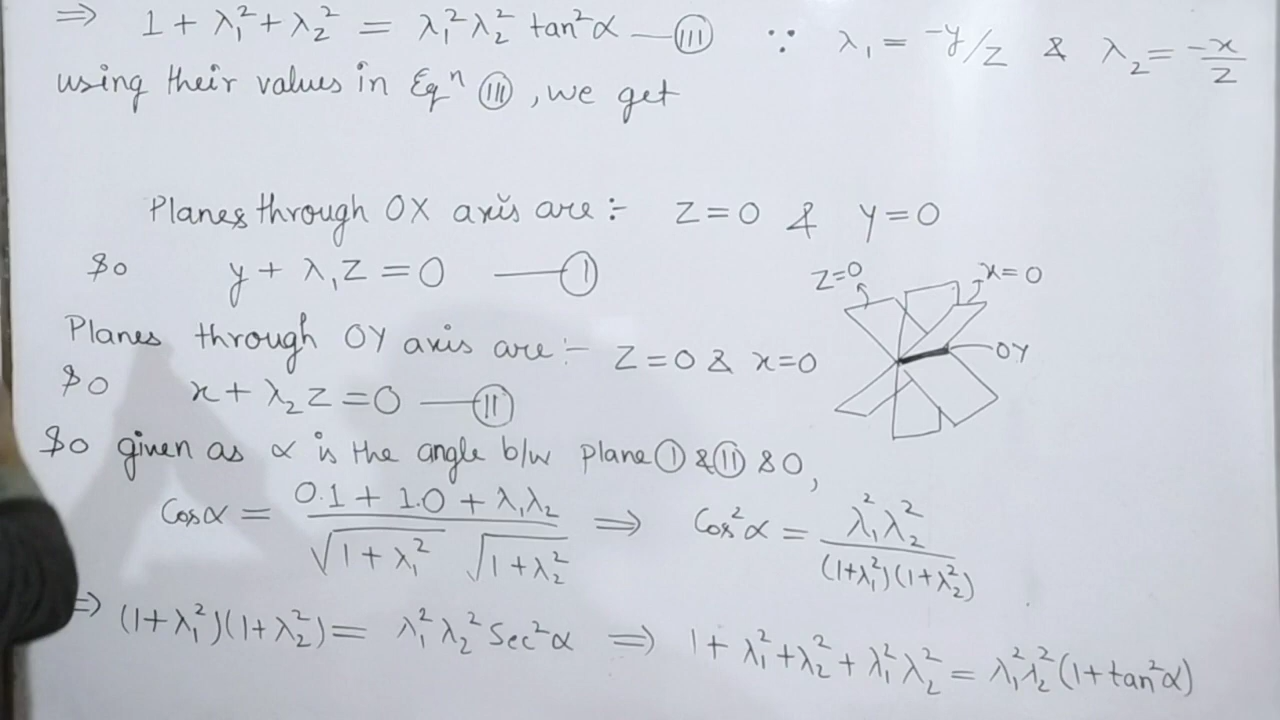 ⇒ 1 + λ₁² + λ₂² = λ₁²λ₂² tan²α — (III) ∵ λ₁ = -y/z & λ₂ = -x/z
using their values in Eqⁿ (III), we get
Planes through OX axis are :- z=0 & y=0
So y + λ₁z = 0 — (I)
z=0 x=0
Planes through OY axis are :- z=0 & x=0
OY
So x + λ₂z = 0 — (II)
So given as α is the angle b/w plane (I) & (II) so,
Cosα = (0.1 + 1.0 + λ₁λ₂)/(√(1+λ₁²) √(1+λ₂²)) ⇒ Cos²α = λ₁²λ₂²/((1+λ₁²)(1+λ₂²))
⇒ (1+λ₁²)(1+λ₂²) = λ₁²λ₂² Sec²α ⇒ 1 + λ₁² + λ₂² + λ₁²λ₂² = λ₁²λ₂²(1+tan²α)